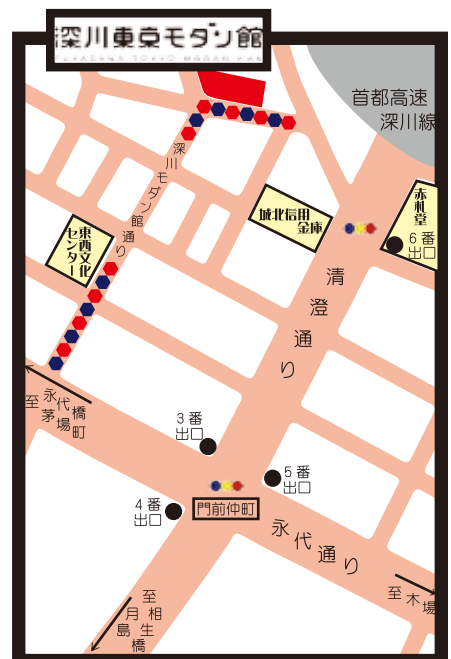 深川東京モダン館
FUKAGAWA TOKYO MODAN KAN
首都高速
深川線
深川モダン館通り
赤札堂
城北信用
金庫
6番
出口
東西文化
センター
清澄通り
至永代橋
茅場町
3番
出口
5番
出口
4番
出口
門前仲町
永代通り
至木場
至
月相
島生
橋